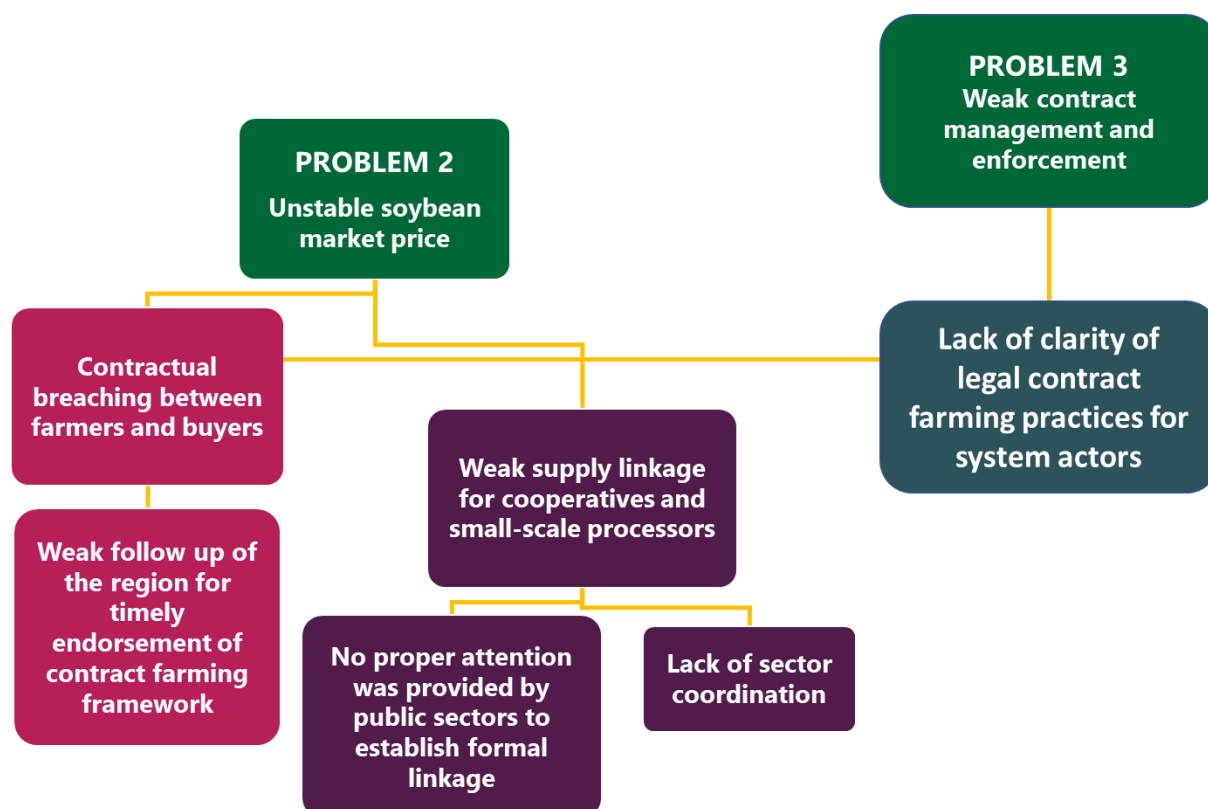 PROBLEM 2
Unstable soybean
market price
PROBLEM 3
Weak contract
management and
enforcement
Contractual
breaching between
farmers and buyers
Weak follow up of
the region for
timely
endorsement of
contract farming
framework
Weak supply linkage
for cooperatives and
small-scale processors
No proper attention
was provided by
public sectors to
establish formal
linkage
Lack of sector
coordination
Lack of clarity of
legal contract
farming practices for
system actors